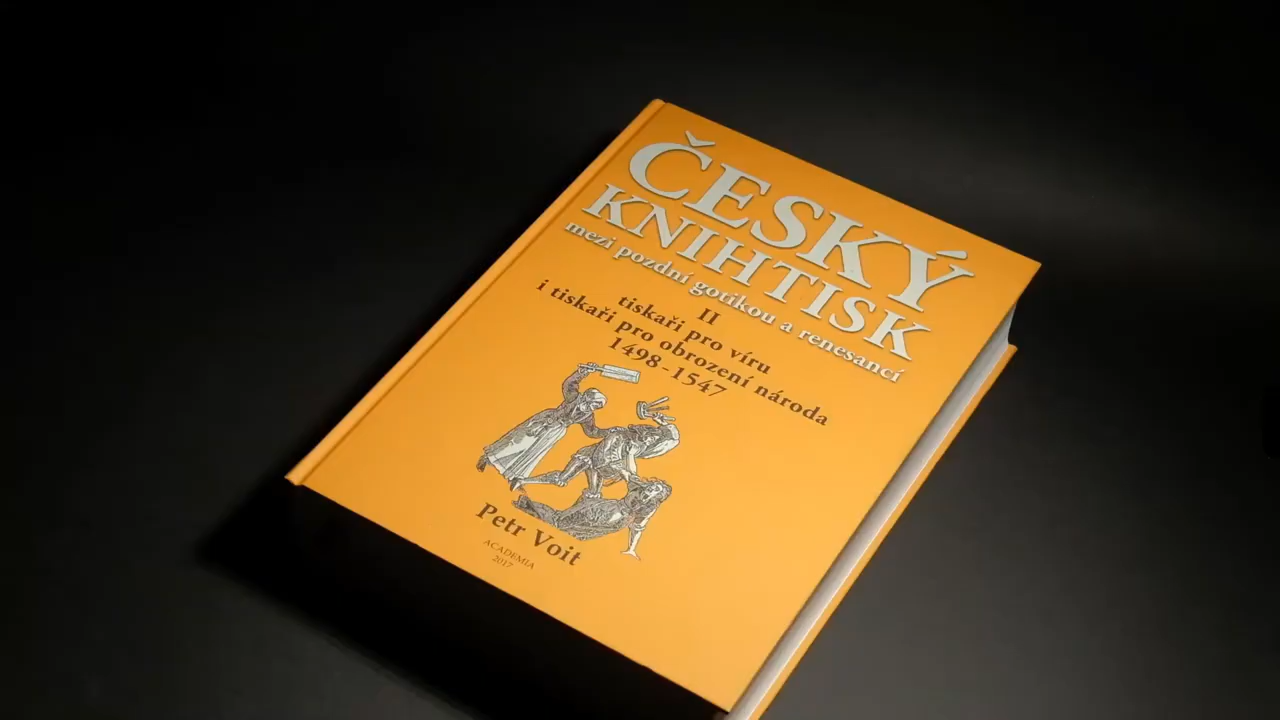 ČESKÝ
KNIHTISK
mezi pozdní gotikou a renesancí
II
tiskaři pro víru
i tiskaři pro obrození národa
1498-1547
Petr Voit
ACADEMIA
2017